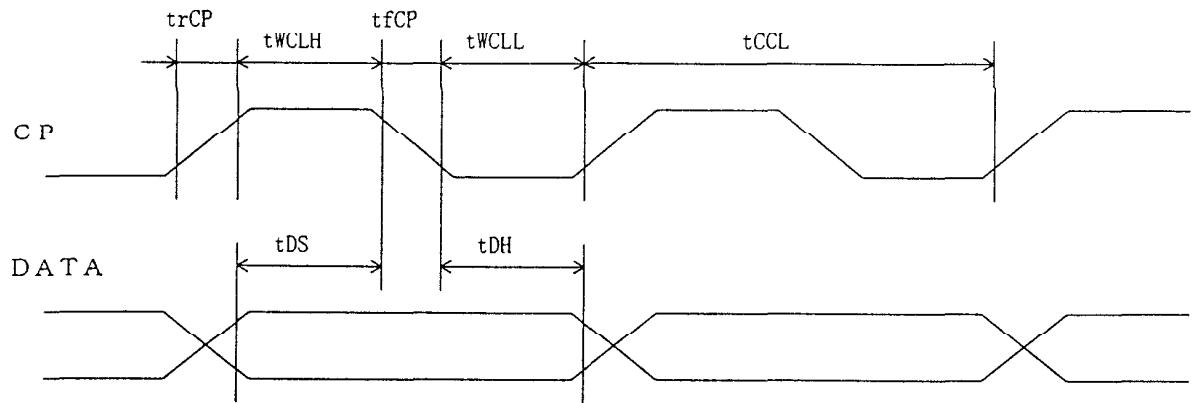 trCP tfCP
tWCLH tWCLL tCCL
CP
tDS tDH
DATA